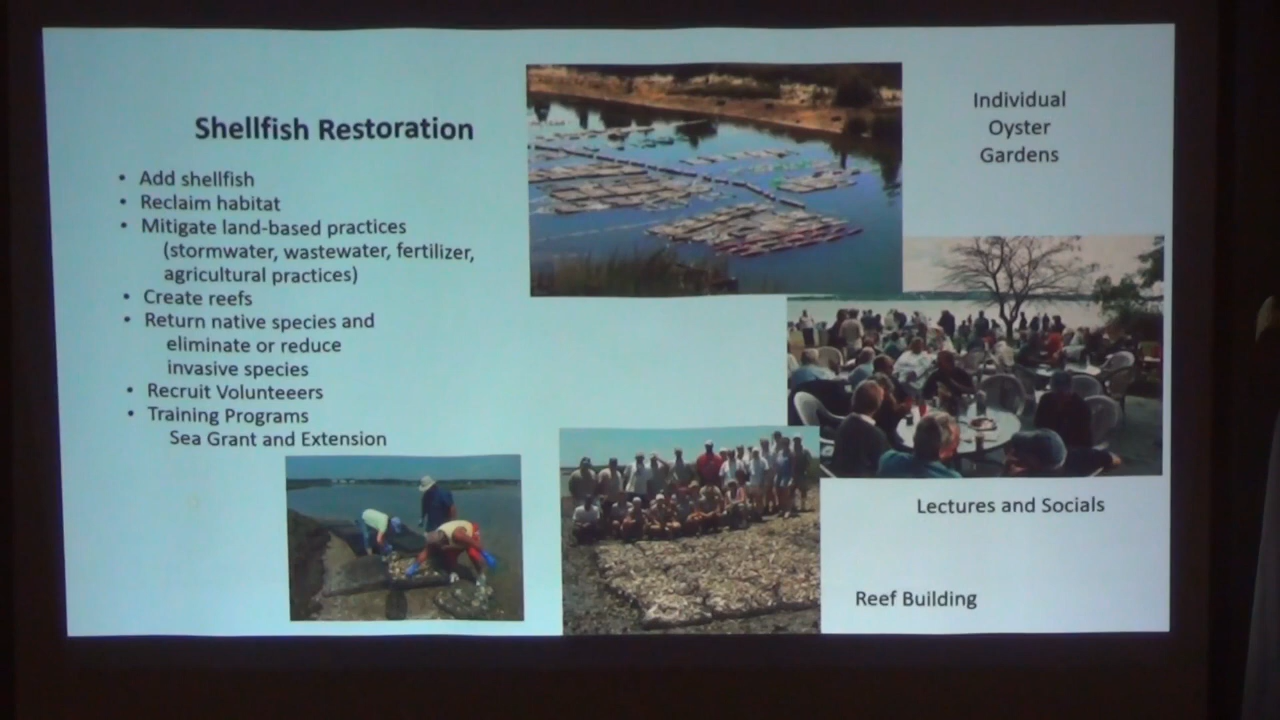 Shellfish Restoration
• Add shellfish
• Reclaim habitat
• Mitigate land-based practices
(stormwater, wastewater, fertilizer,
agricultural practices)
• Create reefs
• Return native species and
eliminate or reduce
invasive species
• Recruit Volunteeers
• Training Programs
Sea Grant and Extension
Individual
Oyster
Gardens
Lectures and Socials
Reef Building